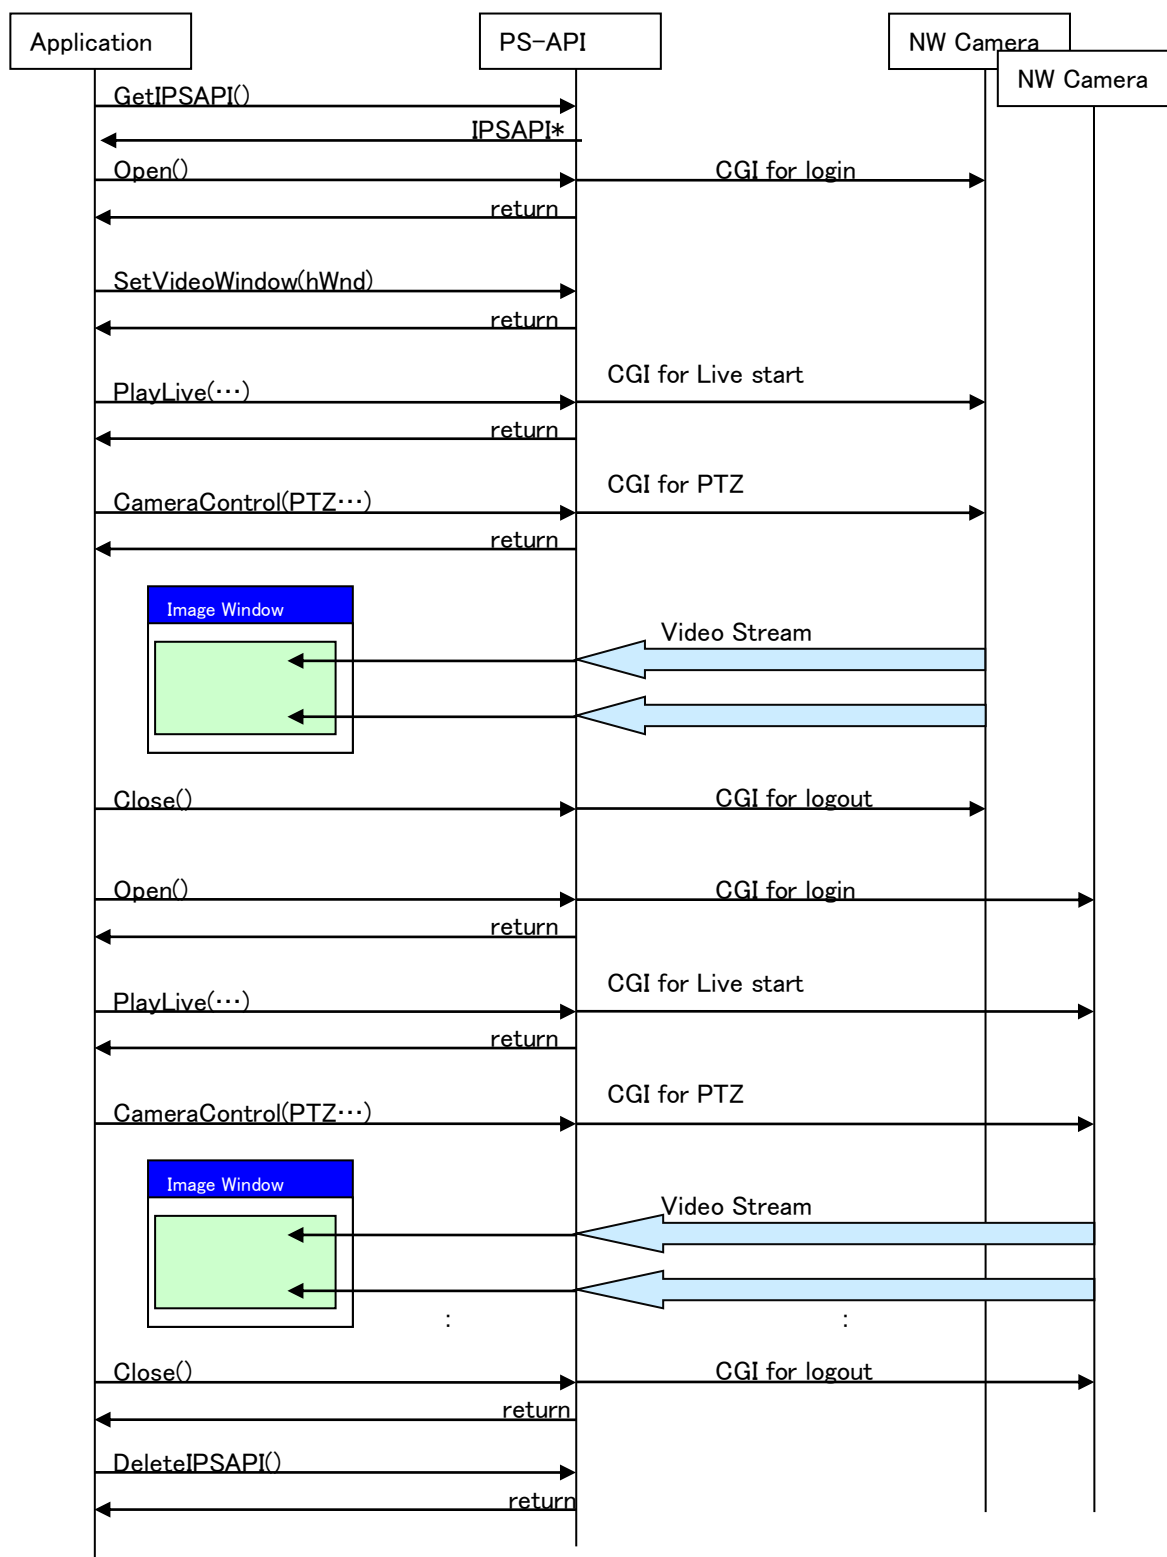 Application
PS-API
NW Camera
NW Camera
GetIPSAPI()
IPSAPI*
Open()
CGI for login
return
SetVideoWindow(hWnd)
return
CGI for Live start
PlayLive(…)
return
CGI for PTZ
CameraControl(PTZ…)
return
Image Window
Video Stream
Close()
CGI for logout
Open()
CGI for login
return
CGI for Live start
PlayLive(…)
return
CGI for PTZ
CameraControl(PTZ…)
Image Window
Video Stream
:
:
Close()
CGI for logout
return
DeleteIPSAPI()
return